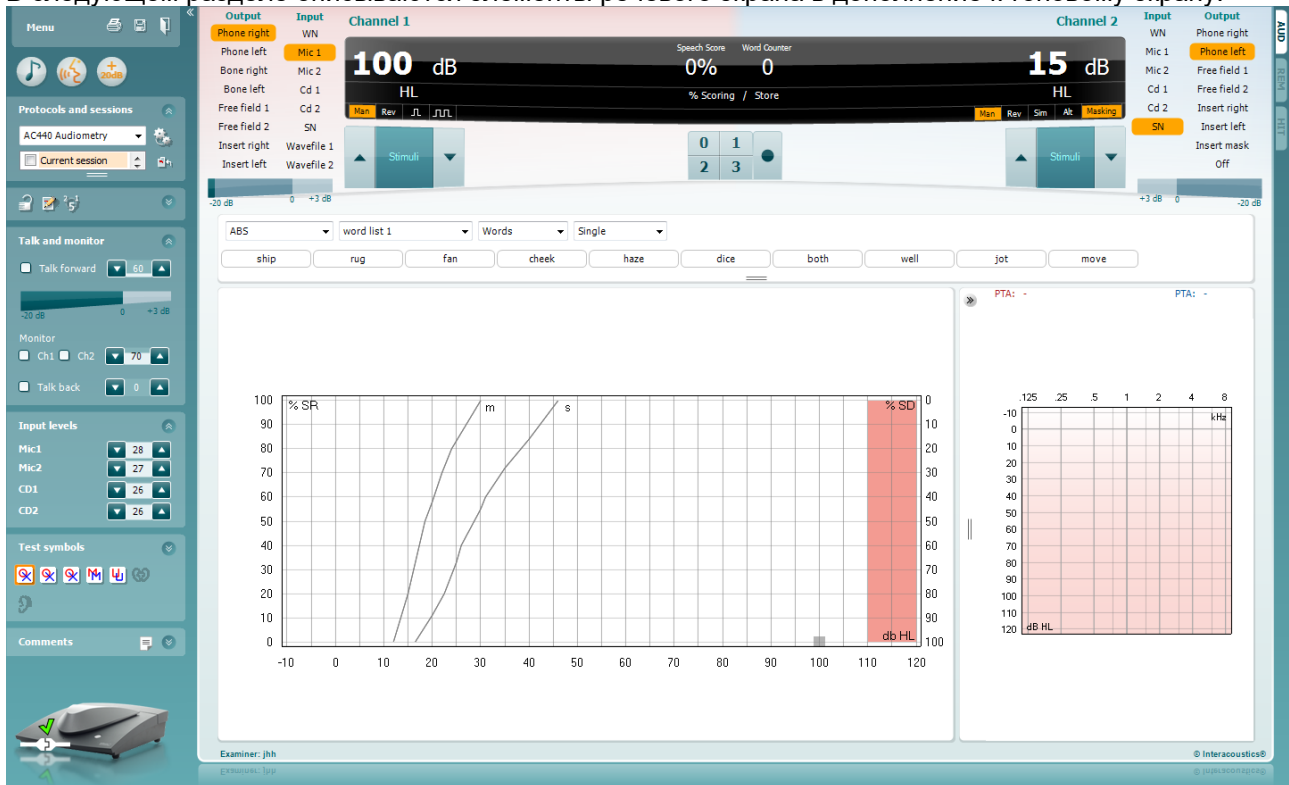 В следующем разделе описываются элементы речевого экрана в дополнение к тоновому экрану.
Menu
+20dB
Protocols and sessions
AC440 Audiometry
Current session
Talk and monitor
Talk forward 60
-20 dB 0 +3 dB
Monitor
Ch1 Ch2 70
Talk back 0
Input levels
Mic1 28
Mic2 27
CD1 26
CD2 26
Test symbols
Comments
Output Input
Phone right WN
Phone left Mic 1
Bone right Mic 2
Bone left Cd 1
Free field 1 Cd 2
Free field 2 SN
Insert right Wavefile 1
Insert left Wavefile 2
-20 dB 0 +3 dB
Channel 1
100 dB
HL
Man Rev
Stimuli
Speech Score Word Counter
0% 0
% Scoring / Store
0 1
2 3
Channel 2
15 dB
HL
Man Rev Sim Alt Masking
Stimuli
Input Output
WN Phone right
Mic 1 Phone left
Mic 2 Free field 1
Cd 1 Free field 2
Cd 2 Insert right
SN Insert left
Insert mask
Off
+3 dB 0 -20 dB
AUD
REM
HIT
ABS word list 1 Words Single
ship rug fan cheek haze dice both well jot move
% SR m s % SD
100 0
90 10
80 20
70 30
60 40
50 50
40 60
30 70
20 80
10 90
0 100
db HL
-10 0 10 20 30 40 50 60 70 80 90 100 110 120
PTA: - PTA: -
.125 .25 .5 1 2 4 8
kHz
-10
0
10
20
30
40
50
60
70
80
90
100
110
120
dB HL
Examiner: jhh
© Interacoustics®